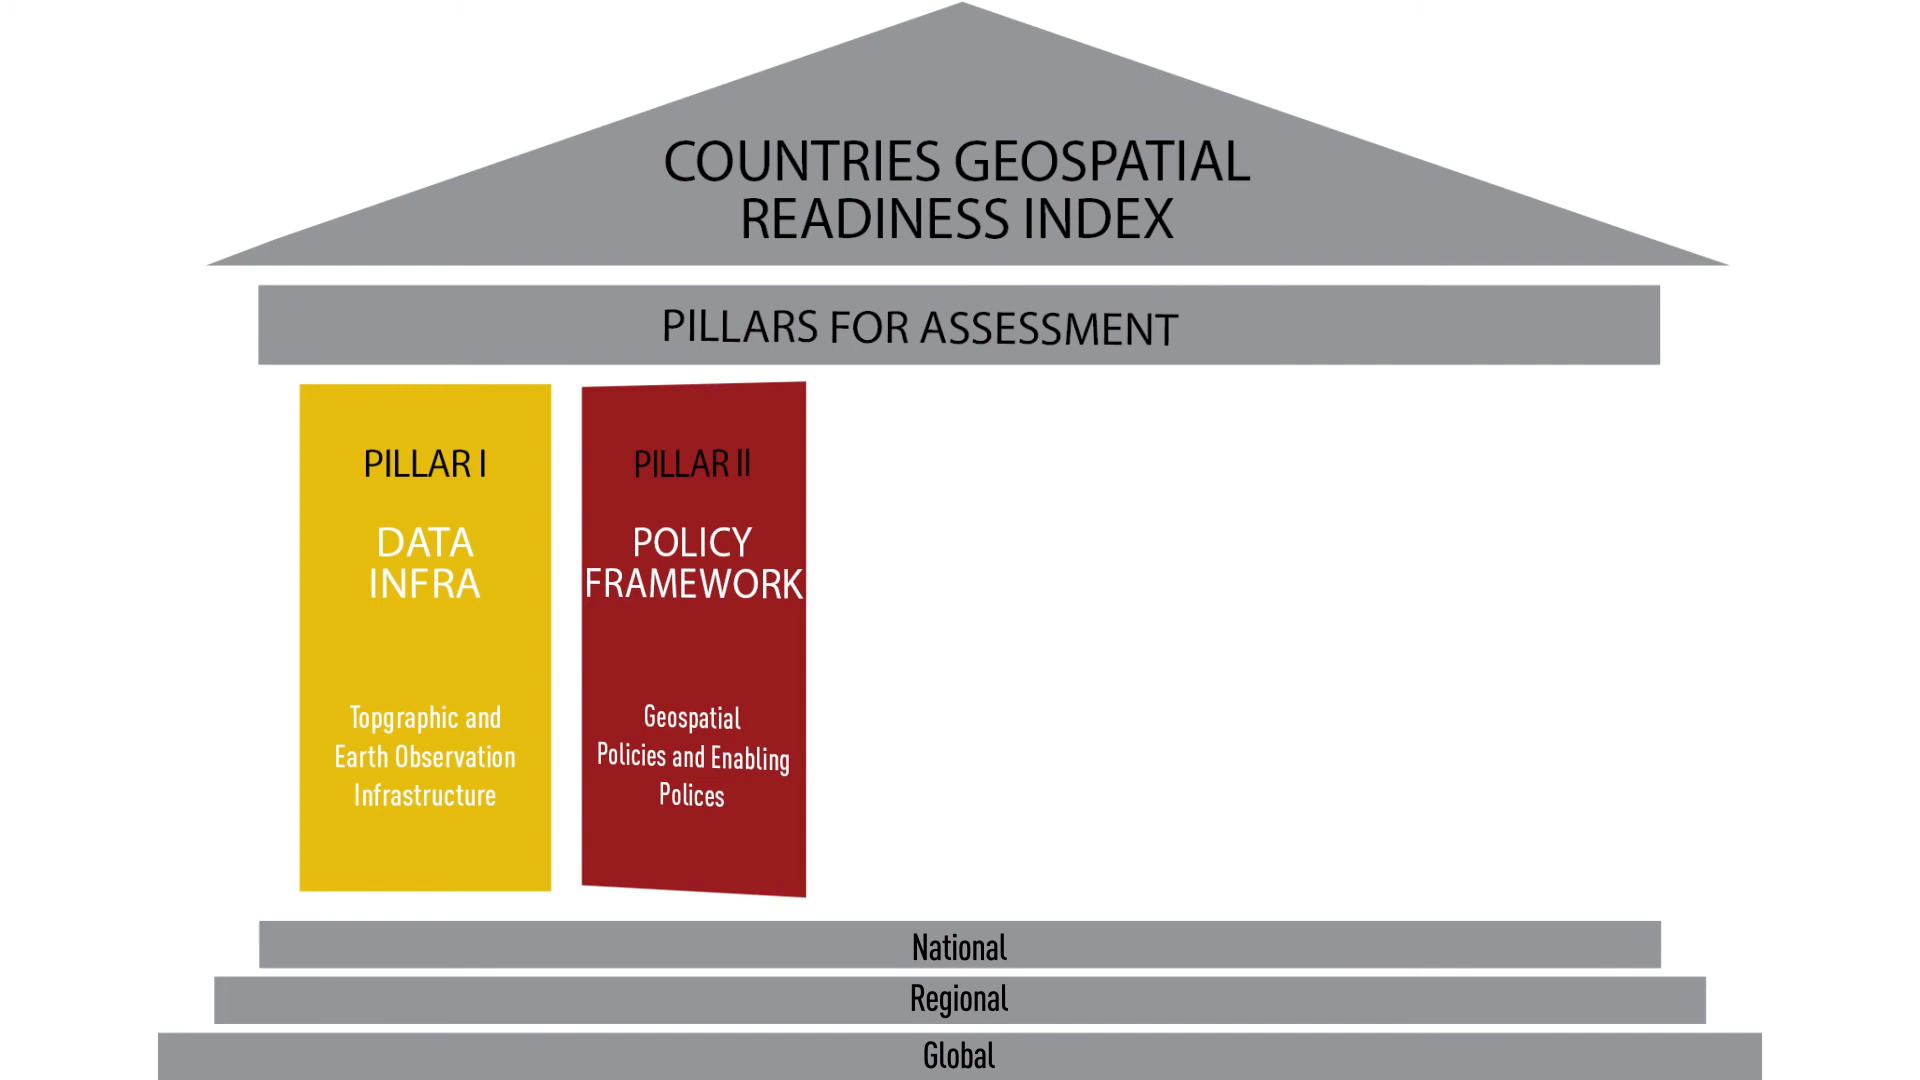 COUNTRIES GEOSPATIAL
READINESS INDEX
PILLARS FOR ASSESSMENT
PILLAR I
DATA
INFRA
Topgraphic and
Earth Observation
Infrastructure
PILLAR II
POLICY
FRAMEWORK
Geospatial
Policies and Enabling
Polices
National
Regional
Global